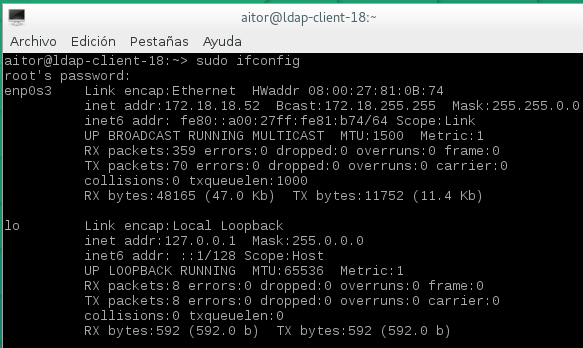 aitor@ldap-client-18:~
Archivo Edición Pestañas Ayuda
aitor@ldap-client-18:~> sudo ifconfig
root's password:
enp0s3 Link encap:Ethernet HWaddr 08:00:27:81:0B:74
inet addr:172.18.18.52 Bcast:172.18.255.255 Mask:255.255.0.0
inet6 addr: fe80::a00:27ff:fe81:b74/64 Scope:Link
UP BROADCAST RUNNING MULTICAST MTU:1500 Metric:1
RX packets:359 errors:0 dropped:0 overruns:0 frame:0
TX packets:70 errors:0 dropped:0 overruns:0 carrier:0
collisions:0 txqueuelen:1000
RX bytes:48165 (47.0 Kb) TX bytes:11752 (11.4 Kb)
lo Link encap:Local Loopback
inet addr:127.0.0.1 Mask:255.0.0.0
inet6 addr: ::1/128 Scope:Host
UP LOOPBACK RUNNING MTU:65536 Metric:1
RX packets:8 errors:0 dropped:0 overruns:0 frame:0
TX packets:8 errors:0 dropped:0 overruns:0 carrier:0
collisions:0 txqueuelen:0
RX bytes:592 (592.0 b) TX bytes:592 (592.0 b)